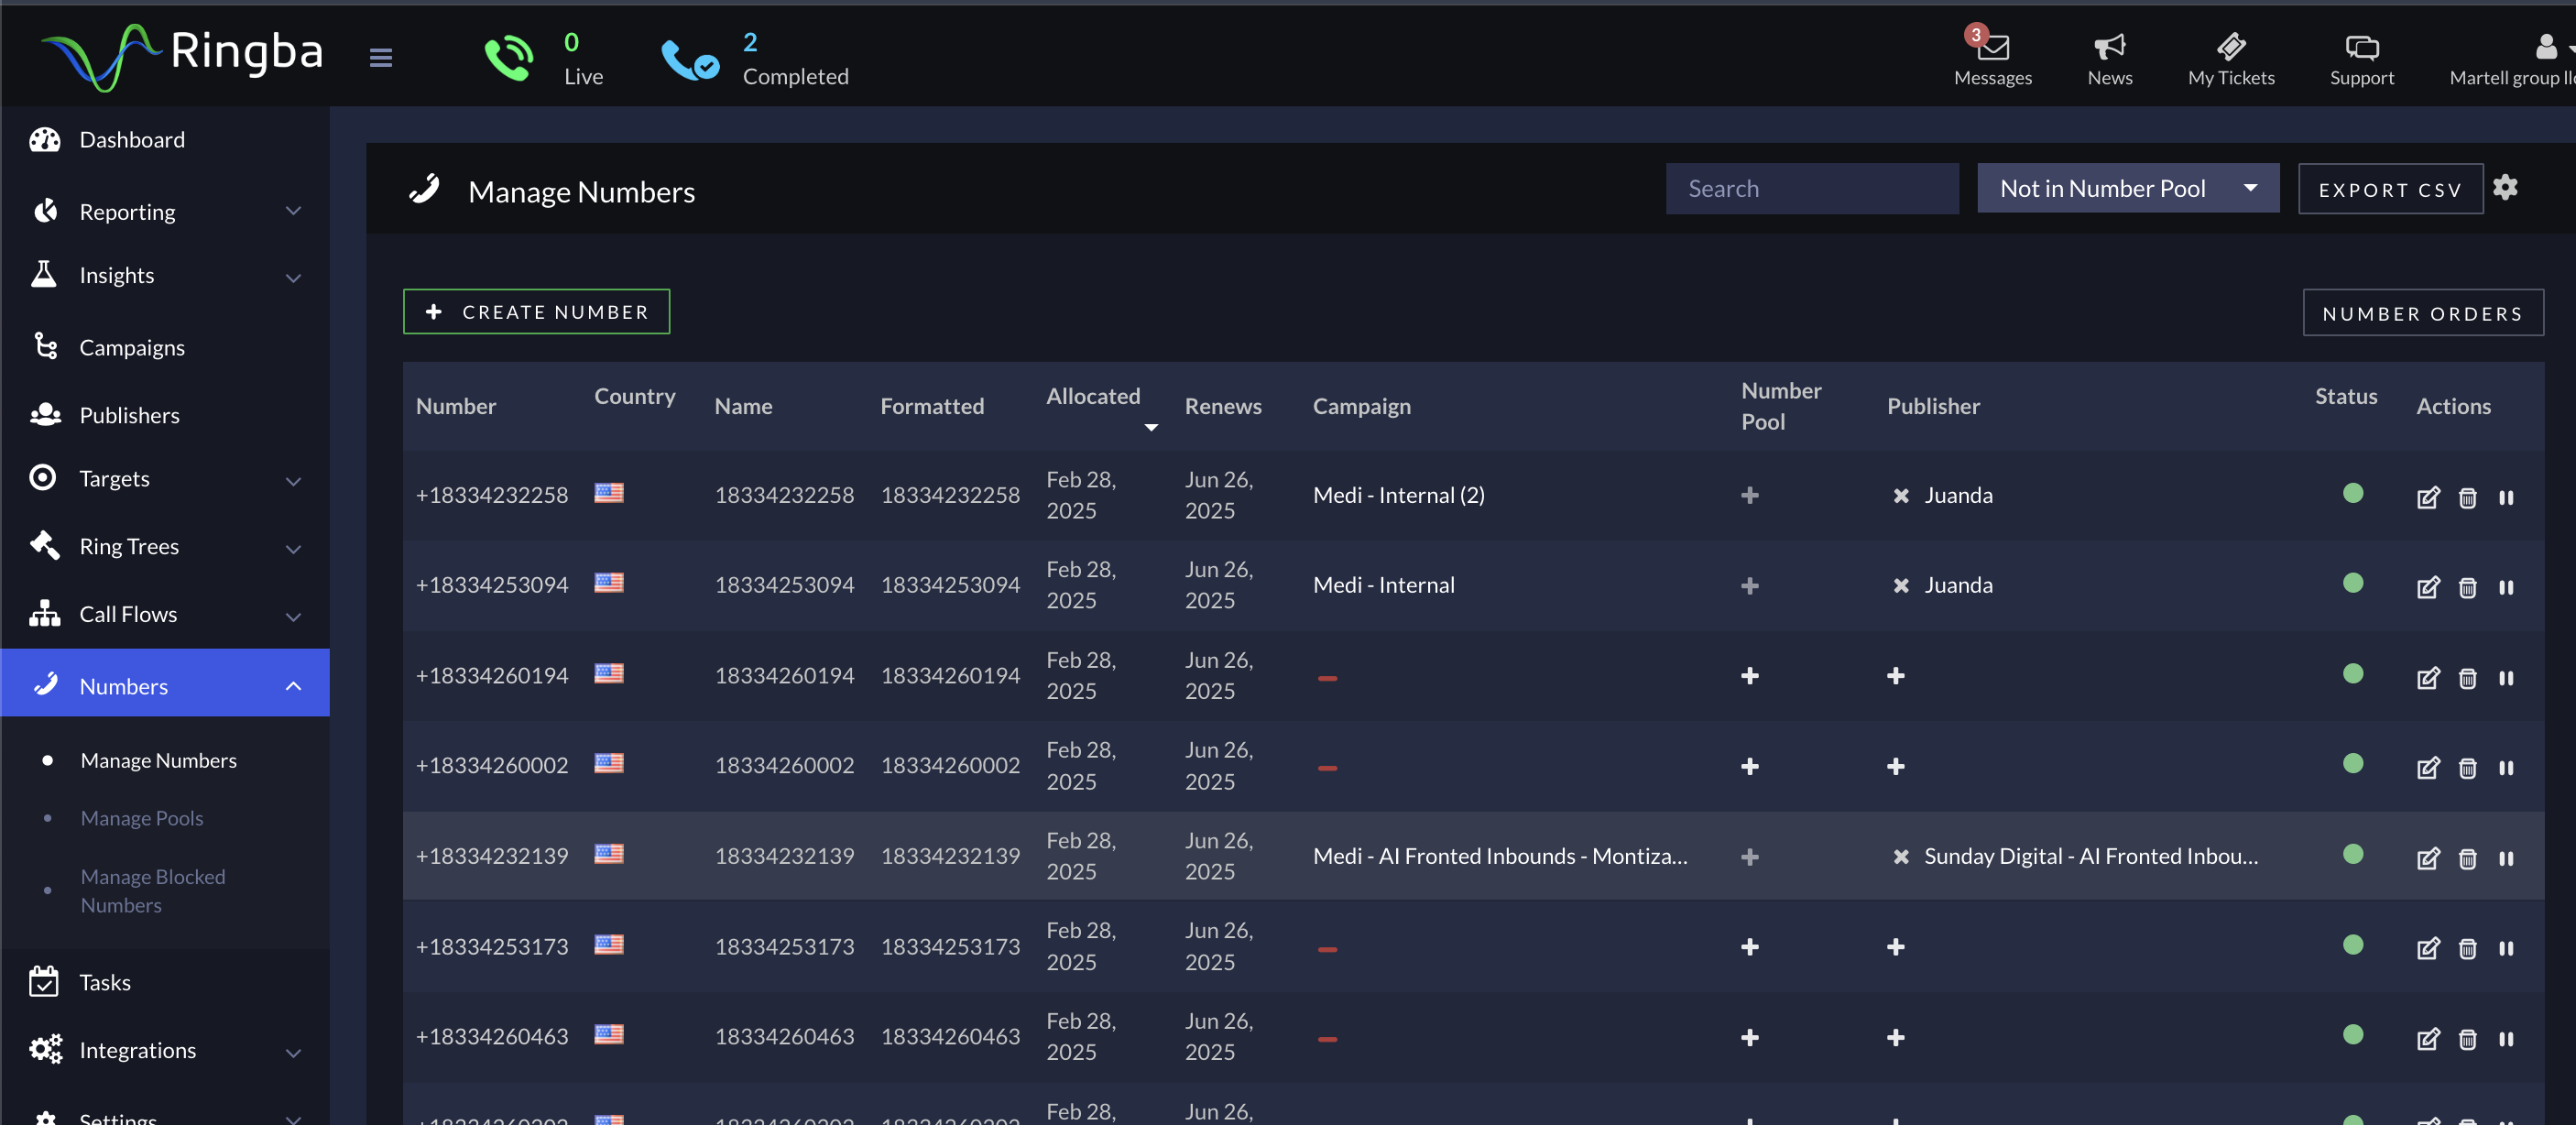 Ringba
0
Live
2
Completed
3
Messages
News
My Tickets
Support
Martell group
Dashboard
Reporting
Insights
Campaigns
Publishers
Targets
Ring Trees
Call Flows
Numbers
Manage Numbers
Manage Pools
Manage Blocked
Numbers
Tasks
Integrations
Settings
Manage Numbers
Search
Not in Number Pool
EXPORT CSV
+ CREATE NUMBER
NUMBER ORDERS
Number Country Name Formatted Allocated Renews Campaign Number Pool Publisher Status Actions
+18334232258 18334232258 18334232258 Feb 28, 2025 Jun 26, 2025 Medi - Internal (2) Juanda
+18334253094 18334253094 18334253094 Feb 28, 2025 Jun 26, 2025 Medi - Internal Juanda
+18334260194 18334260194 18334260194 Feb 28, 2025 Jun 26, 2025
+18334260002 18334260002 18334260002 Feb 28, 2025 Jun 26, 2025
+18334232139 18334232139 18334232139 Feb 28, 2025 Jun 26, 2025 Medi - AI Fronted Inbounds - Montiza... Sunday Digital - AI Fronted Inbou...
+18334253173 18334253173 18334253173 Feb 28, 2025 Jun 26, 2025
+18334260463 18334260463 18334260463 Feb 28, 2025 Jun 26, 2025
Feb 28, Jun 26,